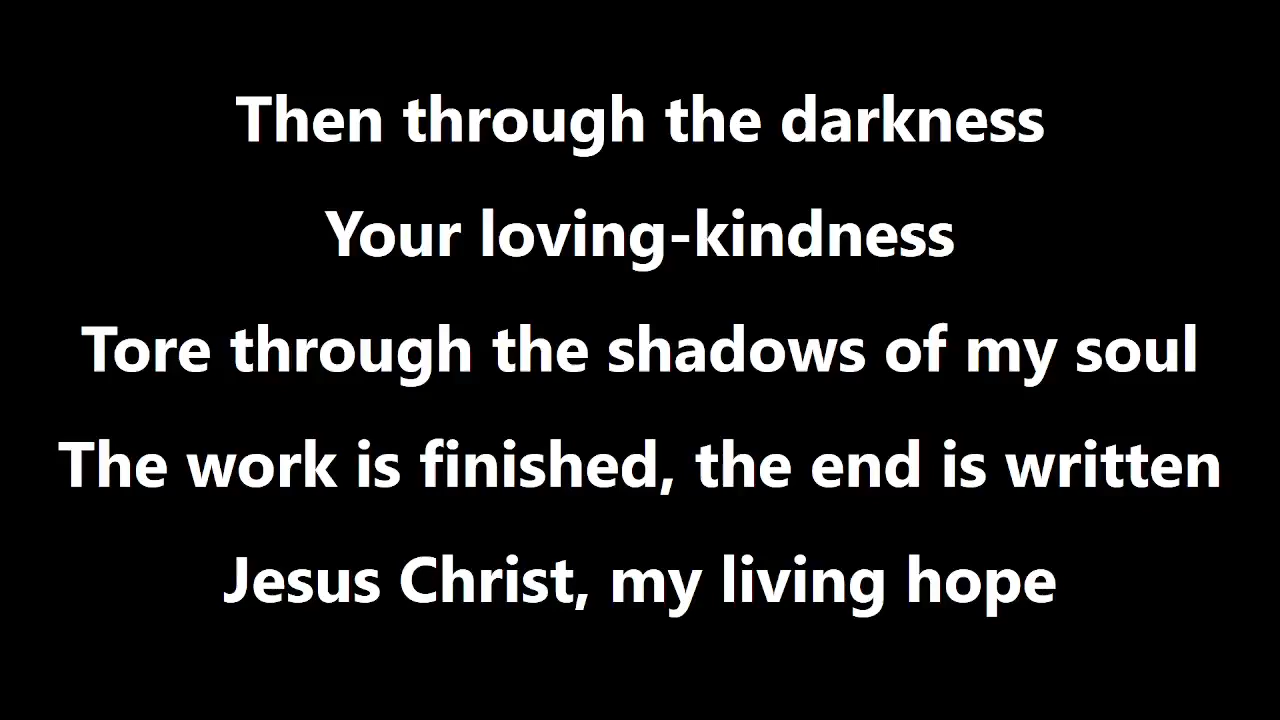 Then through the darkness
Your loving-kindness
Tore through the shadows of my soul
The work is finished, the end is written
Jesus Christ, my living hope